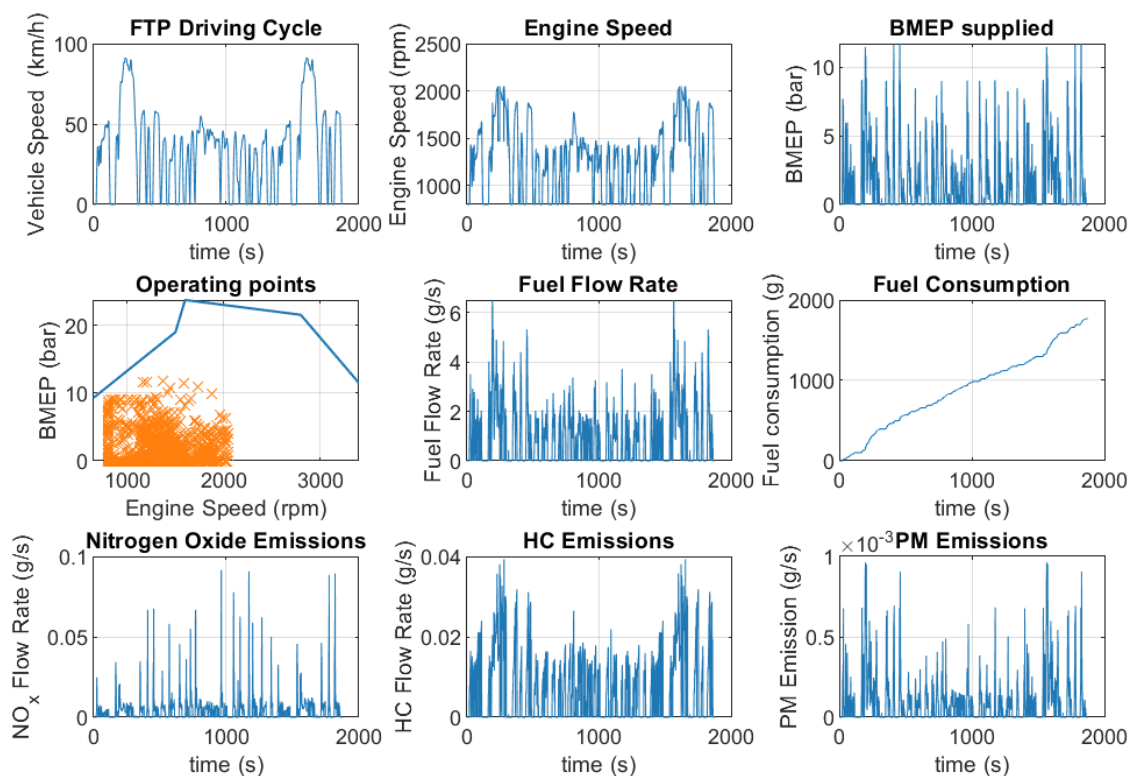 FTP Driving Cycle
Vehicle Speed (km/h)
100
50
0
0 1000 2000
time (s)
Engine Speed
Engine Speed (rpm)
2500
2000
1500
1000
0 1000 2000
time (s)
BMEP supplied
BMEP (bar)
10
5
0
0 1000 2000
time (s)
Operating points
BMEP (bar)
20
10
0
1000 2000 3000
Engine Speed (rpm)
Fuel Flow Rate
Fuel Flow Rate (g/s)
6
4
2
0
0 1000 2000
time (s)
Fuel Consumption
Fuel consumption (g)
2000
1000
0
0 1000 2000
time (s)
Nitrogen Oxide Emissions
NOx Flow Rate (g/s)
0.1
0.05
0
0 1000 2000
time (s)
HC Emissions
HC Flow Rate (g/s)
0.04
0.02
0
0 1000 2000
time (s)
×10-3 PM Emissions
PM Emission (g/s)
1
0.5
0
0 1000 2000
time (s)